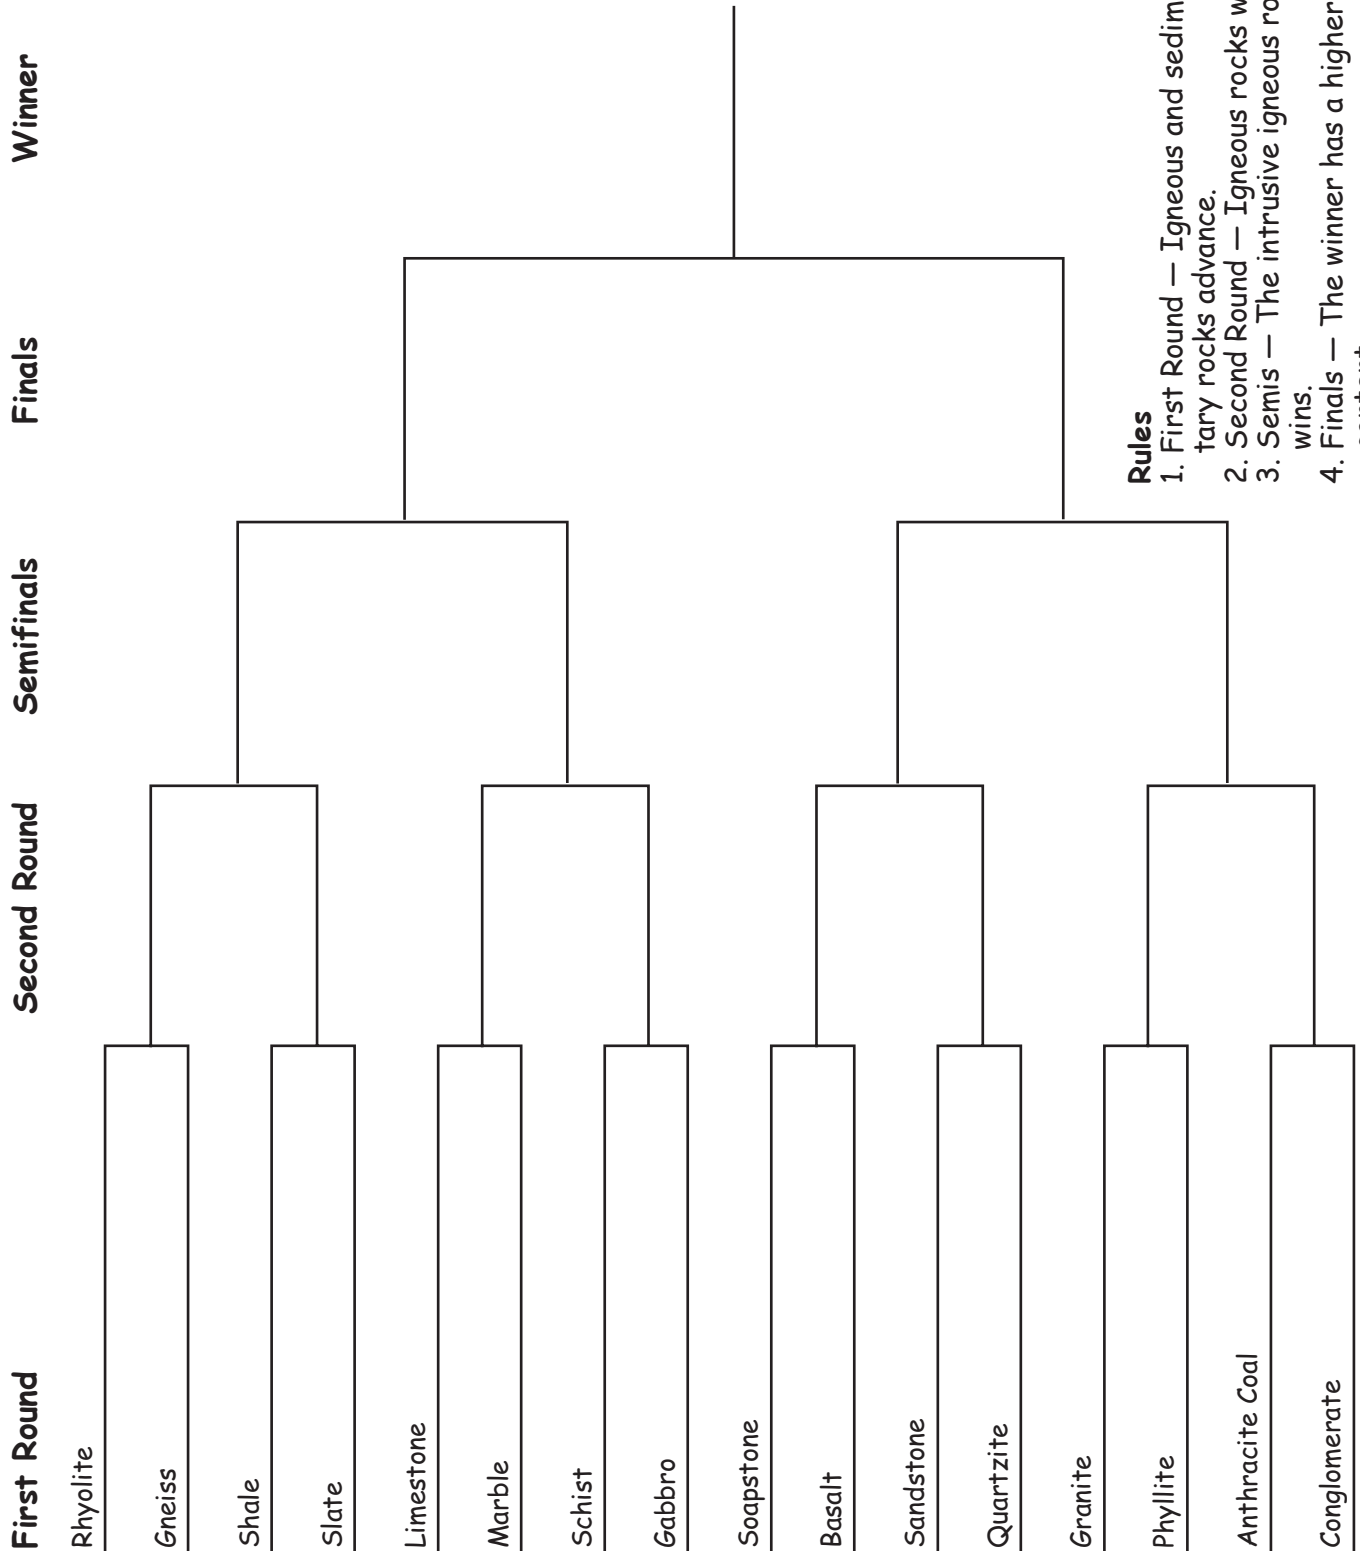 First Round
Second Round
Semifinals
Finals
Winner
Rhyolite
Gneiss
Shale
Slate
Limestone
Marble
Schist
Gabbro
Soapstone
Basalt
Sandstone
Quartzite
Granite
Phyllite
Anthracite Coal
Conglomerate
Rules
1. First Round — Igneous and sedim
tary rocks advance.
2. Second Round — Igneous rocks w
3. Semis — The intrusive igneous ro
wins.
4. Finals — The winner has a higher